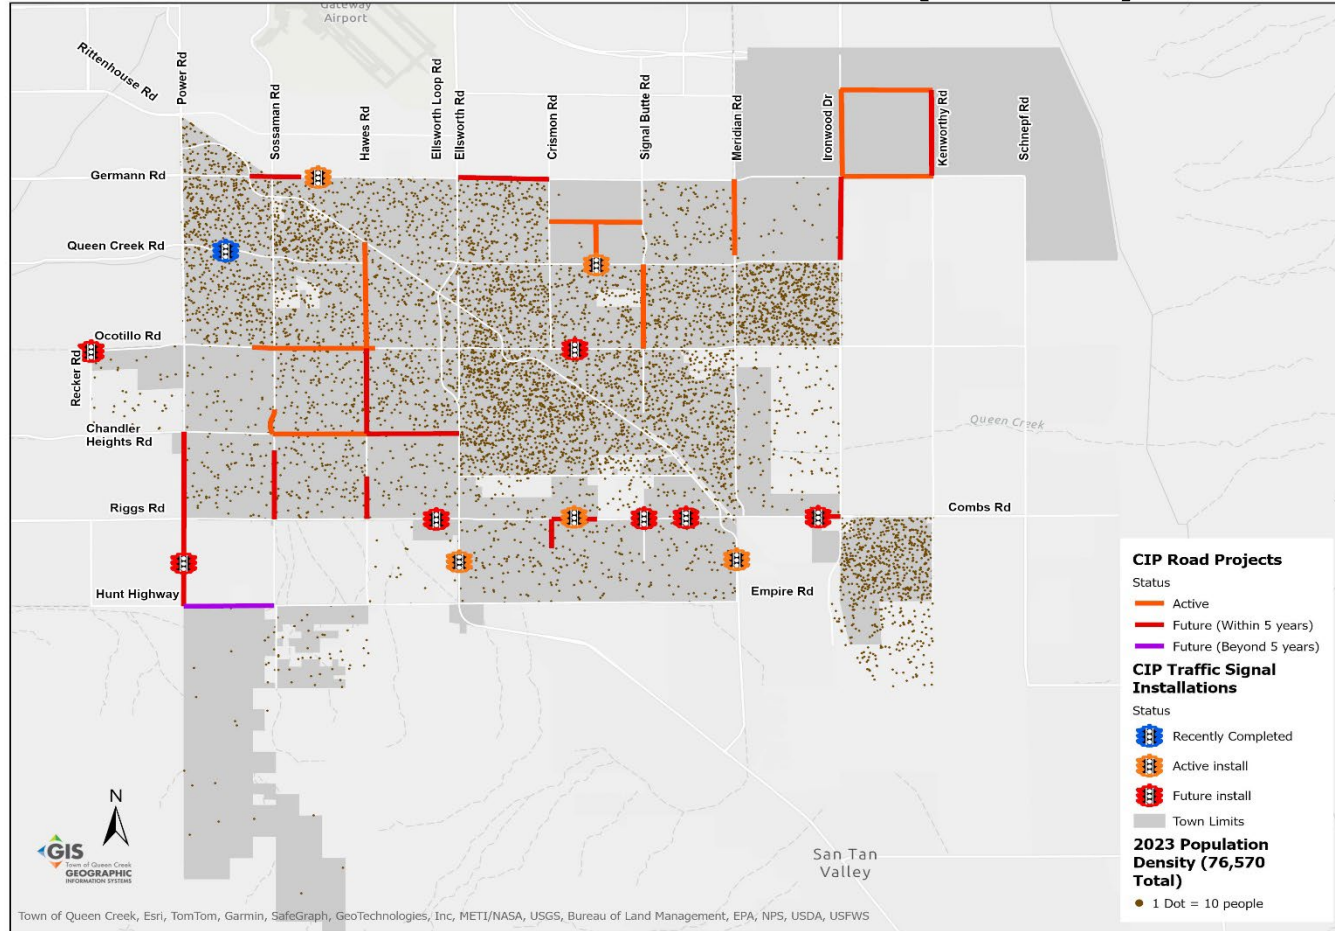 Gateway
Airport
Rittenhouse Rd
Power Rd
Sossaman Rd
Hawes Rd
Ellsworth Loop Rd
Ellsworth Rd
Crismon Rd
Signal Butte Rd
Meridian Rd
Ironwood Dr
Kenworthy Rd
Schnepf Rd
Germann Rd
Queen Creek Rd
Ocotillo Rd
Recker Rd
Chandler
Heights Rd
Queen Creek
Riggs Rd
Combs Rd
Hunt Highway
Empire Rd
San Tan
Valley
CIP Road Projects
Status
Active
Future (Within 5 years)
Future (Beyond 5 years)
CIP Traffic Signal
Installations
Status
Recently Completed
Active install
Future install
Town Limits
2023 Population
Density (76,570
Total)
1 Dot = 10 people
N
GIS
Town of Queen Creek
GEOGRAPHIC
INFORMATION SYSTEMS
Town of Queen Creek, Esri, TomTom, Garmin, SafeGraph, GeoTechnologies, Inc, METI/NASA, USGS, Bureau of Land Management, EPA, NPS, USDA, USFWS